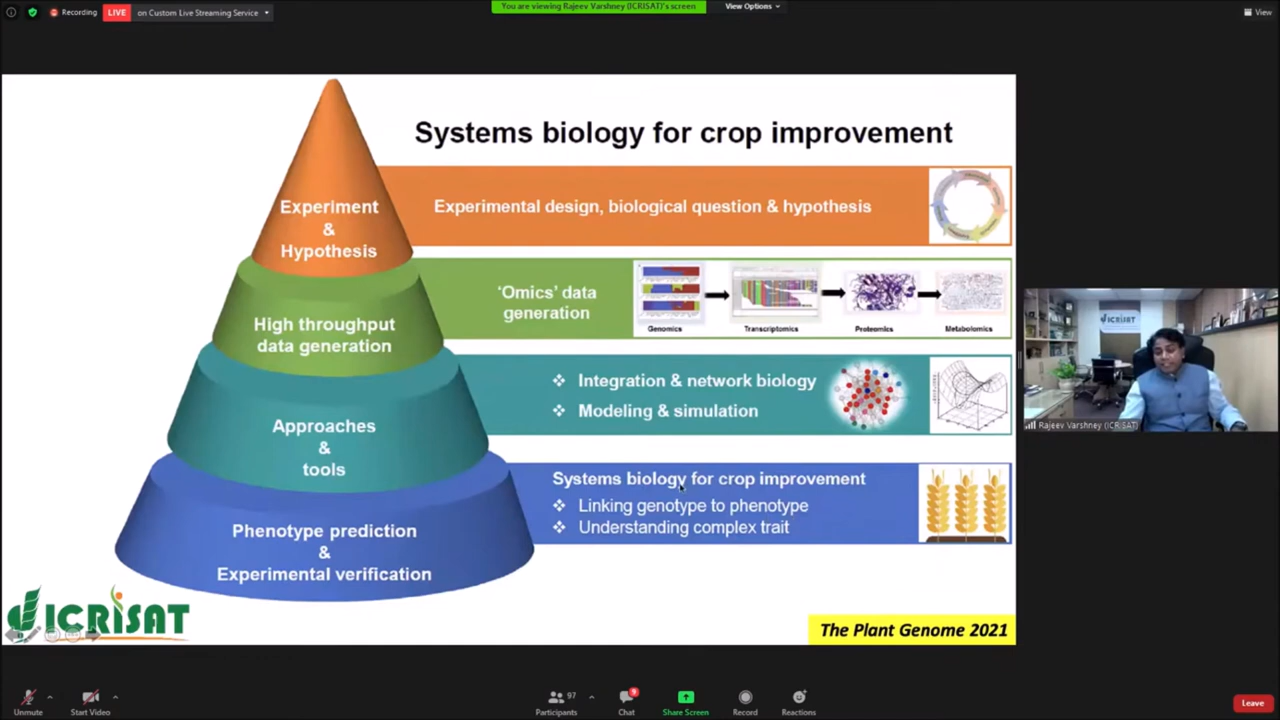 Recording
LIVE
on Custom Live Streaming Service
You are viewing Rajeev Varshney (ICRISAT)'s screen
View Options
View
Systems biology for crop improvement
Experiment
&
Hypothesis
Experimental design, biological question & hypothesis
High throughput
data generation
‘Omics’ data
generation
Genomics
Transcriptomics
Proteomics
Metabolomics
Approaches
&
tools
❖ Integration & network biology
❖ Modeling & simulation
Phenotype prediction
&
Experimental verification
Systems biology for crop improvement
❖ Linking genotype to phenotype
❖ Understanding complex trait
ICRISAT
The Plant Genome 2021
ICRISAT
Rajeev Varshney (ICRISAT)
Unmute
Start Video
97
Participants
9
Chat
Share Screen
Record
Reactions
Leave